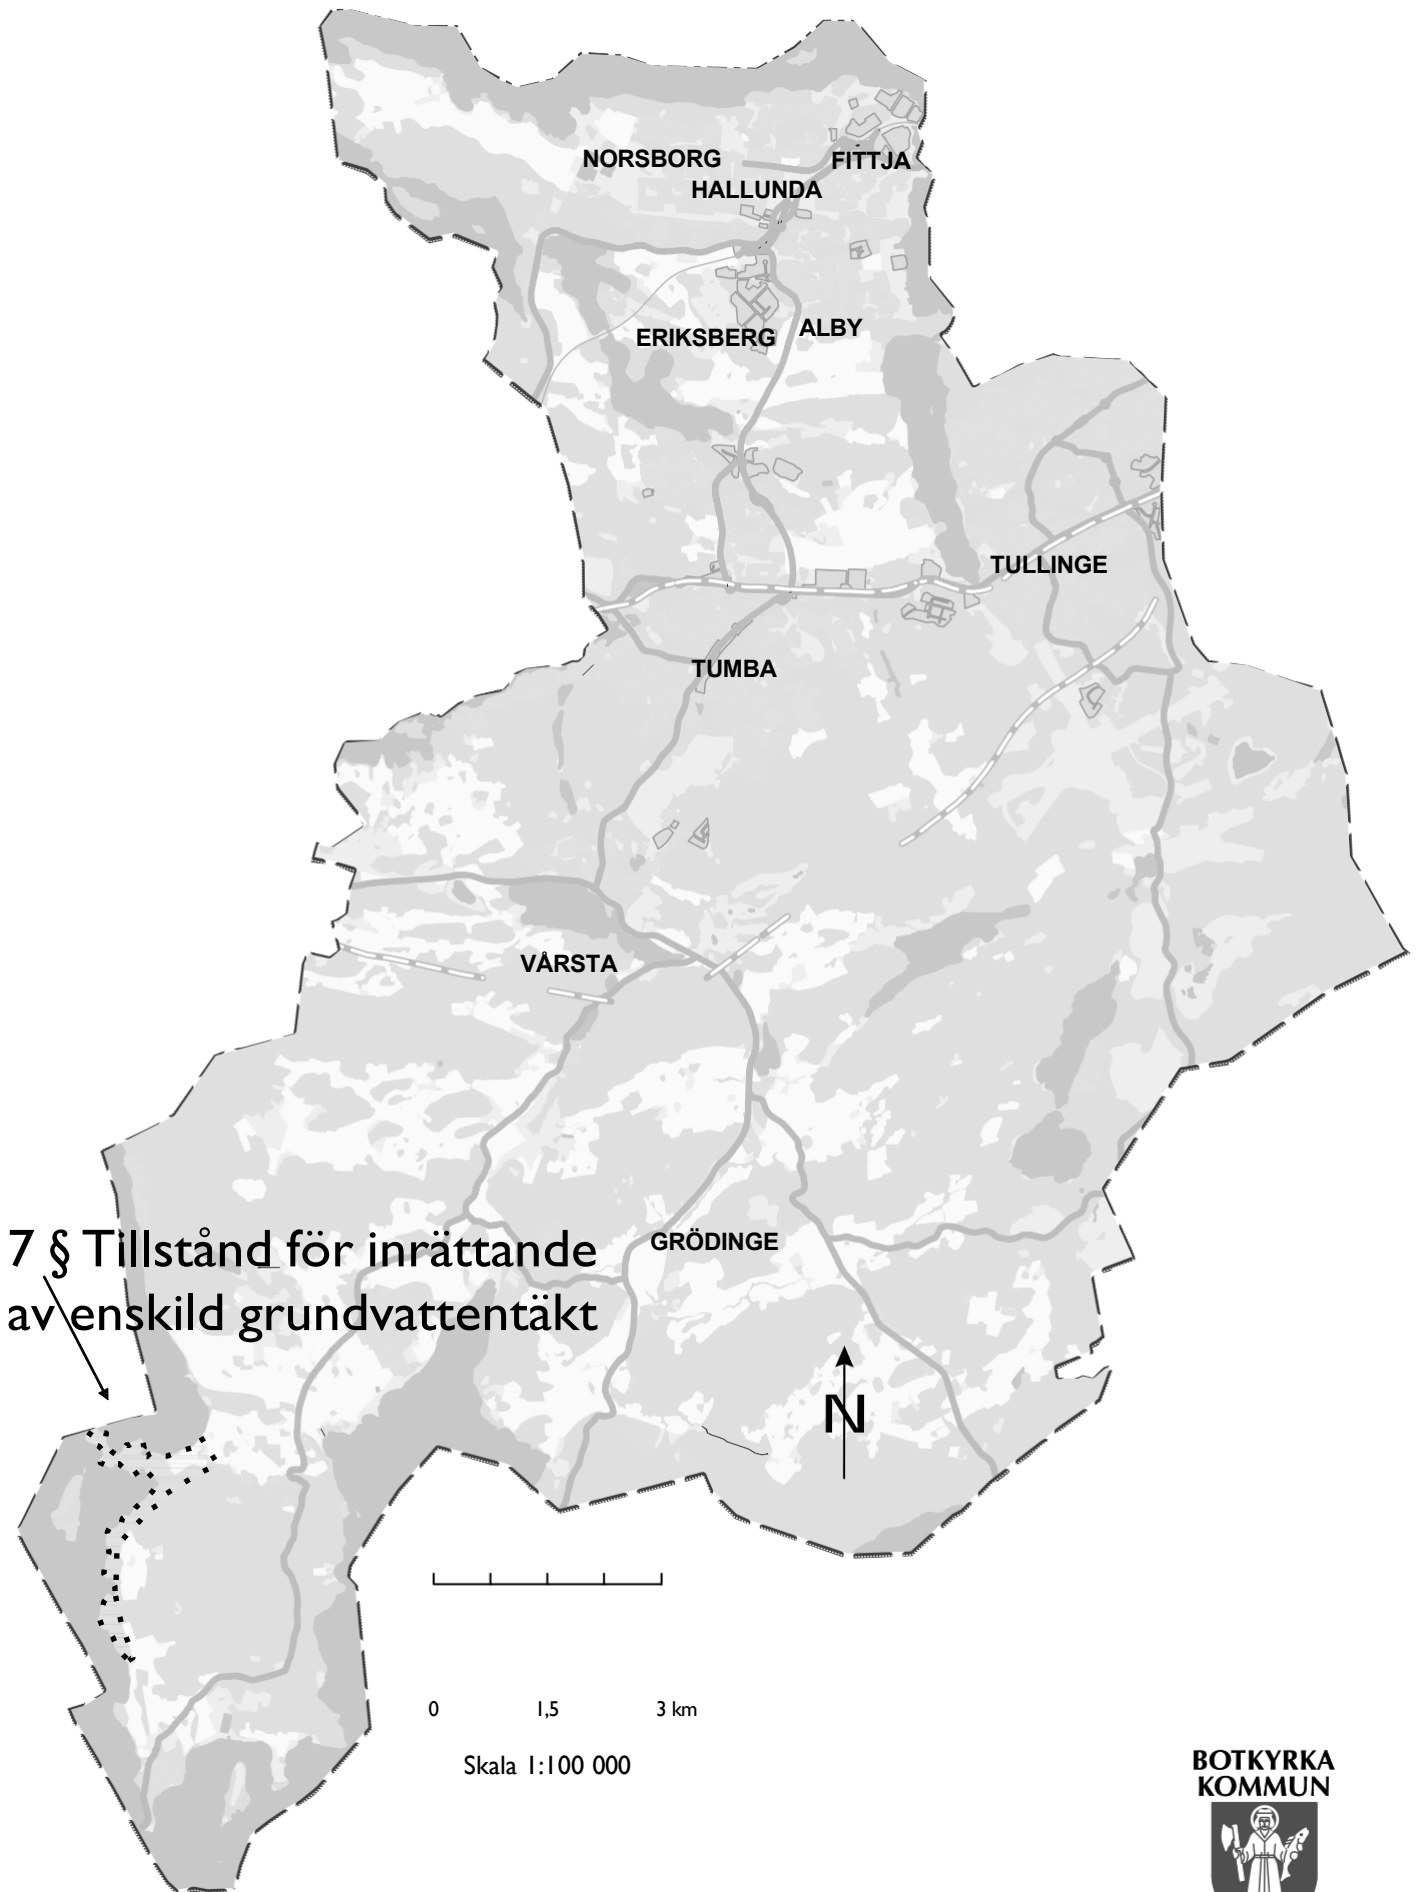 NORSBORG
FITTJA
HALLUNDA
ERIKSBERG
ALBY
TULLINGE
TUMBA
VÅRSTA
7 § Tillstånd för inrättande
av enskild grundvattentäkt
GRÖDINGE
N
0 1,5 3 km
Skala 1:100 000
BOTKYRKA
KOMMUN